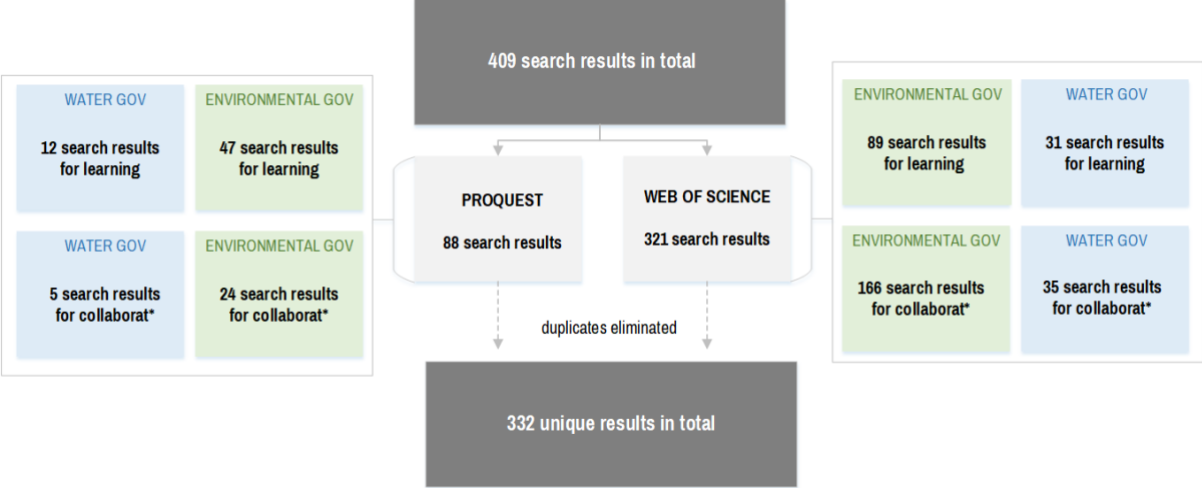 409 search results in total
WATER GOV
12 search results
for learning
ENVIRONMENTAL GOV
47 search results
for learning
WATER GOV
5 search results
for collaborat*
ENVIRONMENTAL GOV
24 search results
for collaborat*
PROQUEST
88 search results
WEB OF SCIENCE
321 search results
ENVIRONMENTAL GOV
89 search results
for learning
WATER GOV
31 search results
for learning
ENVIRONMENTAL GOV
166 search results
for collaborat*
WATER GOV
35 search results
for collaborat*
duplicates eliminated
332 unique results in total